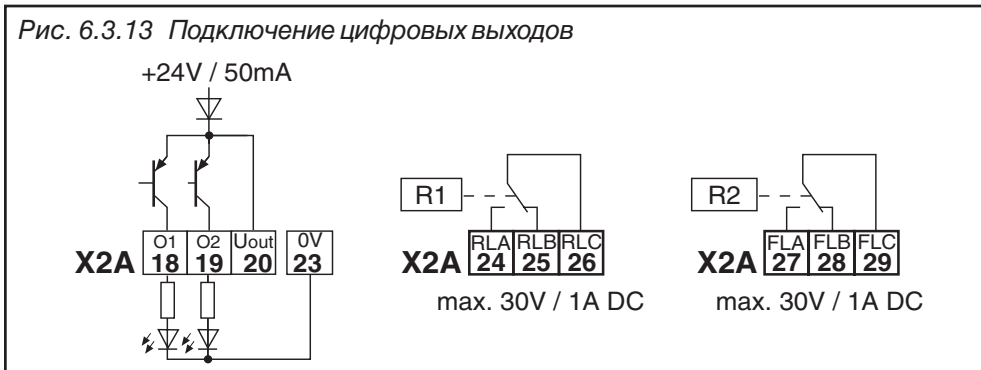 Рис. 6.3.13 Подключение цифровых выходов
+24V / 50mA
R1
R2
O1 O2 Uout 0V
X2A 18 19 20 23
RLA RLB RLC
X2A 24 25 26
FLA FLB FLC
X2A 27 28 29
max. 30V / 1A DC
max. 30V / 1A DC